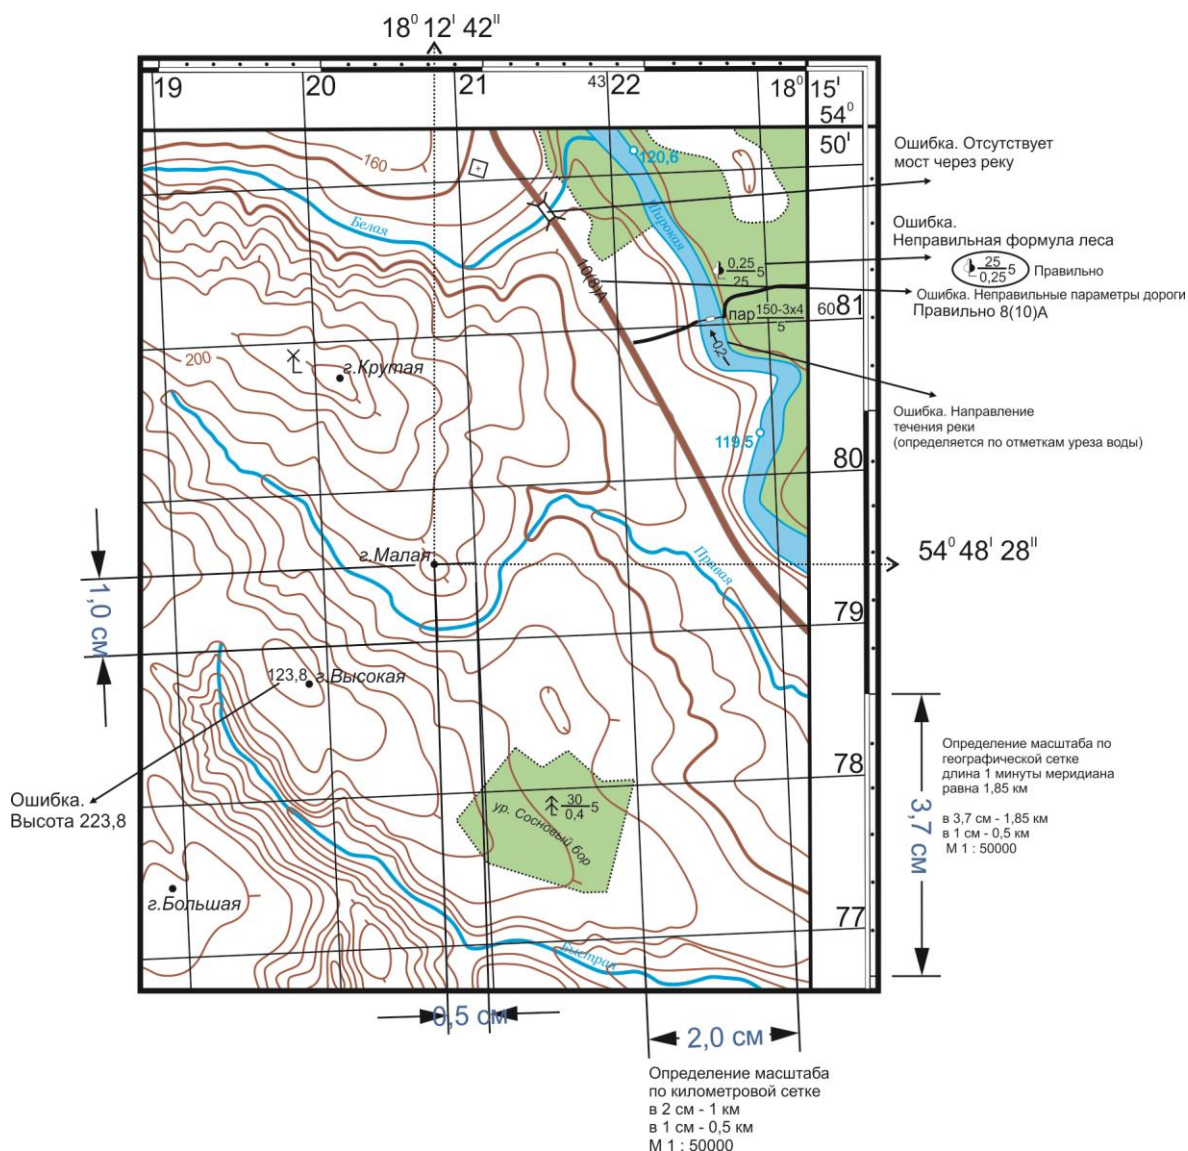 18⁰ 12ᴵ 42ᴵᴵ
19
20
21
4322
18⁰ 15ᴵ
54⁰
50ᴵ
160
120,6
Белая
Широкая
Ошибка. Отсутствует
мост через реку
Ошибка.
Неправильная формула леса
25
0,25
5
Правильно
0,25
25
5
10(8)А
Ошибка. Неправильные параметры дороги
Правильно 8(10)А
пар
150-3х4
5
6081
02
200
г.Крутая
Ошибка. Направление
течения реки
(определяется по отметкам уреза воды)
119,5
80
г.Малая
54⁰ 48ᴵ 28ᴵᴵ
Правая
1,0 см
79
123,8
г.Высокая
78
Определение масштаба по
географической сетке
длина 1 минуты меридиана
равна 1,85 км
в 3,7 см - 1,85 км
в 1 см - 0,5 км
М 1 : 50000
3,7 см
Ошибка.
Высота 223,8
30
0,4
5
ур. Сосновый бор
г.Большая
77
Быстрая
0,5 см
2,0 см
Определение масштаба
по километровой сетке
в 2 см - 1 км
в 1 см - 0,5 км
М 1 : 50000